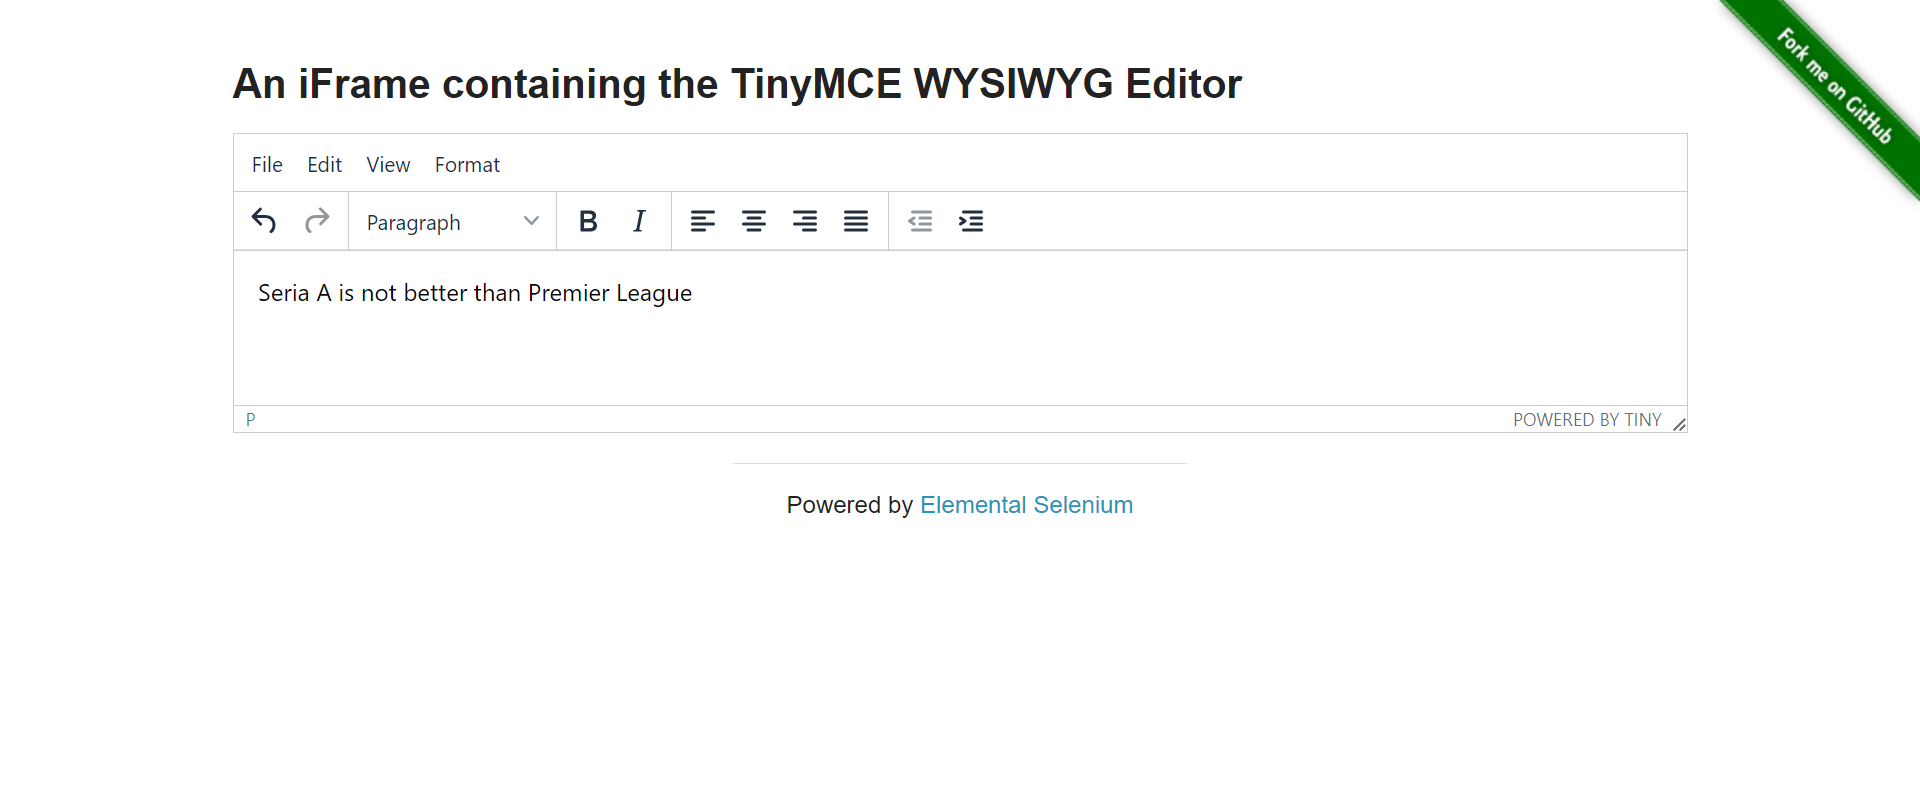 Fork me on GitHub
An iFrame containing the TinyMCE WYSIWYG Editor
File Edit View Format
Paragraph B I
Seria A is not better than Premier League
P POWERED BY TINY
Powered by Elemental Selenium